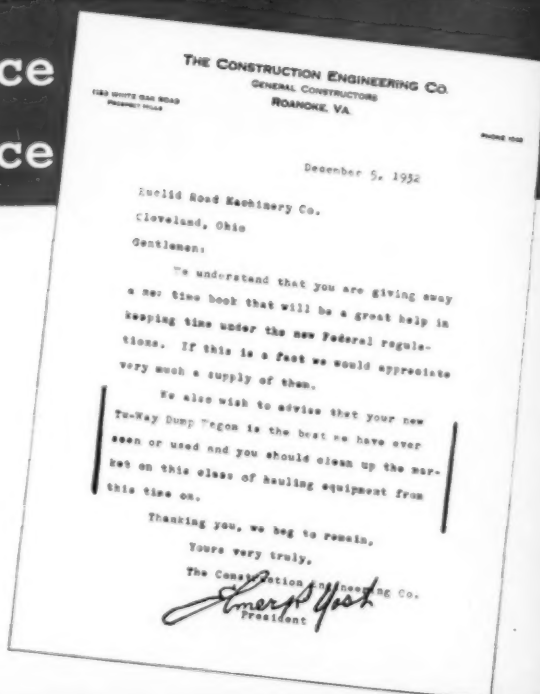 ce
ce
THE CONSTRUCTION ENGINEERING CO.
GENERAL CONSTRUCTORS
ROANOKE, VA.
WHITE OAK ROAD
PHONE
December 5, 1932
Euclid Road Machinery Co.
Cleveland, Ohio
Gentlemen:
We understand that you are giving away
a new time book that will be a great help in
keeping time under the new Federal regula-
tions. If this is a fact we would appreciate
very much a supply of them.
We also wish to advise that your new
Tu-Way Dump Wagon is the best we have ever
seen or used and you should clean up the mar-
ket on this class of hauling equipment from
this time on.
Thanking you, we beg to remain,
Yours very truly,
The Construction Engineering Co.
Yost
President